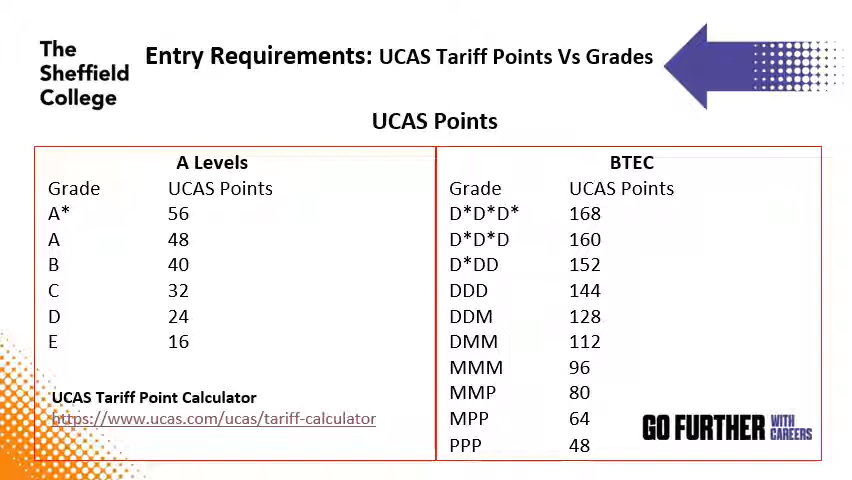 The
Sheffield
College
Entry Requirements: UCAS Tariff Points Vs Grades
UCAS Points
A Levels
Grade UCAS Points
A* 56
A 48
B 40
C 32
D 24
E 16
UCAS Tariff Point Calculator
https://www.ucas.com/ucas/tariff-calculator
BTEC
Grade UCAS Points
D*D*D* 168
D*D*D 160
D*DD 152
DDD 144
DDM 128
DMM 112
MMM 96
MMP 80
MPP 64
PPP 48
GO FURTHER WITH CAREERS